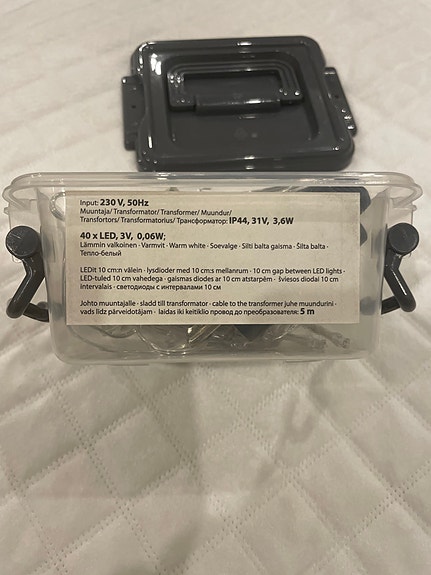 Input: 230 V, 50Hz
Muuntaja/ Transformator/ Transformer/ Muundur/
Transfortors/ Transformatorius/ Трансформатор: IP44, 31V, 3,6W
40 x LED, 3V, 0,06W;
Lämmin valkoinen · Varmvit · Warm white · Soevalge · Silti balta gaisma · Šilta balta ·
Тепло-белый
LEDit 10 cm:n välein · lysdioder med 10 cm:s mellanrum · 10 cm gap between LED lights ·
LED-tuled 10 cm vahedega · gaismas diodes ar 10 cm atstarpēm · šviesos diodai 10 cm
intervalais · светодиоды с интервалами 10 см
Johto muuntajalle · sladd till transformator · cable to the transformer juhe muundurini ·
vads līdz pārveidotājam · laidas iki keitiklio провод до преобразователя: 5 m